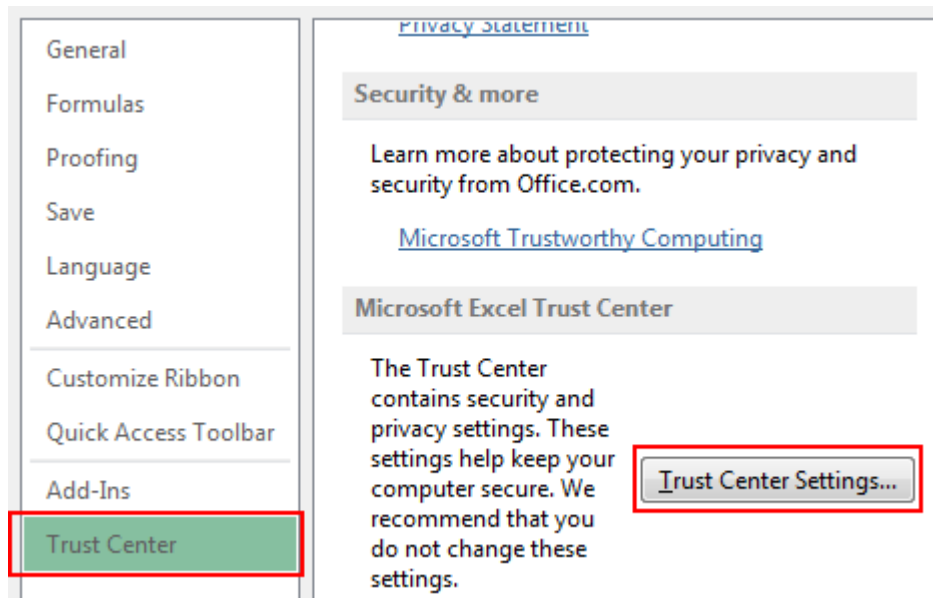 General
Formulas
Proofing
Save
Language
Advanced
Customize Ribbon
Quick Access Toolbar
Add-Ins
Trust Center
Privacy Statement
Security & more
Learn more about protecting your privacy and
security from Office.com.
Microsoft Trustworthy Computing
Microsoft Excel Trust Center
The Trust Center
contains security and
privacy settings. These
settings help keep your
computer secure. We
recommend that you
do not change these
settings.
Trust Center Settings...